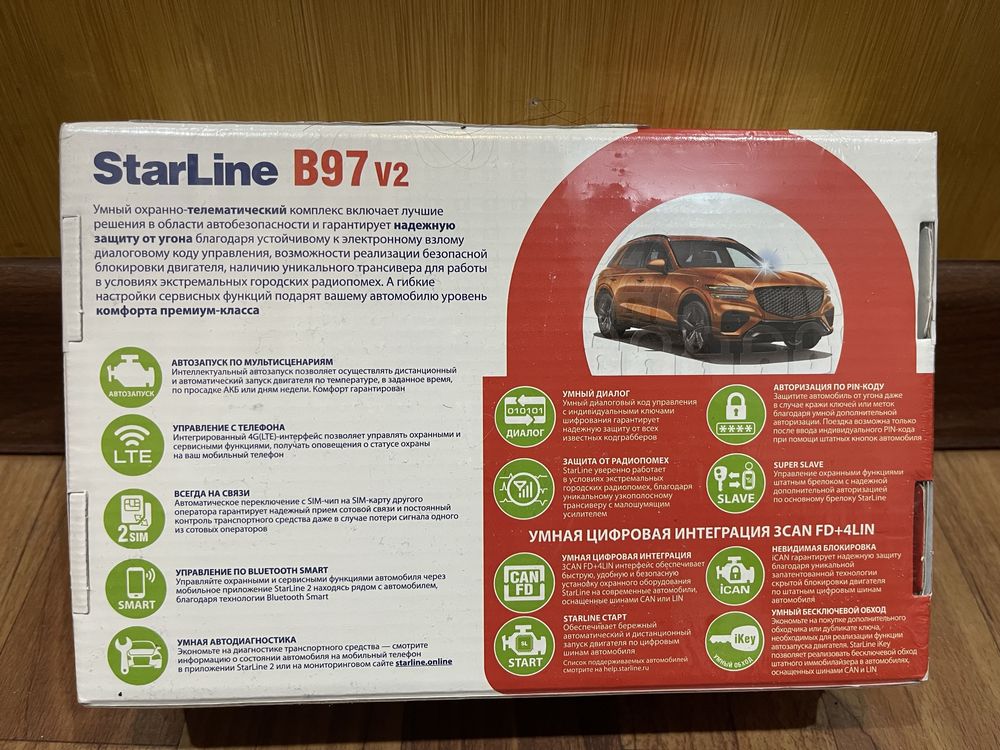 StarLine B97 v2
Умный охранно-телематический комплекс включает лучшие
решения в области автобезопасности и гарантирует надежную
защиту от угона благодаря устойчивому к электронному взлому
диалоговому коду управления, возможности реализации безопасной
блокировки двигателя, наличию уникального трансивера для работы
в условиях экстремальных городских радиопомех. А гибкие
настройки сервисных функций подарят вашему автомобилю уровень
комфорта премиум-класса
АВТОЗАПУСК
АВТОЗАПУСК ПО МУЛЬТИСЦЕНАРИЯМ
Интеллектуальный автозапуск позволяет осуществлять дистанционный
и автоматический запуск двигателя по температуре, в заданное время,
по просадке АКБ или дням недели. Комфорт гарантирован
LTE
УПРАВЛЕНИЕ С ТЕЛЕФОНА
Интегрированный 4G(LTE)-интерфейс позволяет управлять охранными и
сервисными функциями, получать оповещения о статусе охраны
на ваш мобильный телефон
2 SIM
ВСЕГДА НА СВЯЗИ
Автоматическое переключение с SIM-чип на SIM-карту другого
оператора гарантирует надежный прием сотовой связи и постоянный
контроль транспортного средства даже в случае потери сигнала одного
из сотовых операторов
SMART
УПРАВЛЕНИЕ ПО BLUETOOTH SMART
Управляйте охранными и сервисными функциями автомобиля через
мобильное приложение StarLine 2 находясь рядом с автомобилем,
благодаря технологии Bluetooth Smart
УМНАЯ АВТОДИАГНОСТИКА
Экономьте на диагностике транспортного средства — смотрите
информацию о состоянии автомобиля на мобильный телефон
в приложении StarLine 2 или на мониторинговом сайте starline.online
010101
ДИАЛОГ
УМНЫЙ ДИАЛОГ
Умный диалоговый код управления
с индивидуальными ключами
шифрования гарантирует
надежную защиту от всех
известных кодграбберов
****
АВТОРИЗАЦИЯ ПО PIN-КОДУ
Защитите автомобиль от угона даже
в случае кражи ключей или меток
благодаря умной дополнительной
авторизации. Поездка возможна только
после ввода индивидуального PIN-кода
при помощи штатных кнопок автомобиля
ЗАЩИТА ОТ РАДИОПОМЕХ
StarLine уверенно работает
в условиях экстремальных
городских радиопомех, благодаря
уникальному узкополосному
трансиверу с малошумящим
усилителем
SLAVE
SUPER SLAVE
Управление охранными функциями
штатным брелоком с надежной
дополнительной авторизацией
по основному брелоку StarLine
УМНАЯ ЦИФРОВАЯ ИНТЕГРАЦИЯ 3CAN FD+4LIN
CAN
FD
УМНАЯ ЦИФРОВАЯ ИНТЕГРАЦИЯ
3CAN FD+4LIN интерфейс обеспечивает
быструю, удобную и безопасную
установку охранного оборудования
StarLine на современные автомобили,
оснащенные шинами CAN или LIN
iCAN
НЕВИДИМАЯ БЛОКИРОВКА
iCAN гарантирует надежную защиту
благодаря уникальной
запатентованной технологии
скрытой блокировки двигателя
по штатным цифровым шинам
автомобиля
SL
START
STARLINE СТАРТ
Обеспечивает бережный
автоматический и дистанционный
запуск двигателя по цифровым
шинам автомобиля
Список поддерживаемых автомобилей
смотрите на help.starline.ru
iKey
УМНЫЙ ОБХОД
УМНЫЙ БЕСКЛЮЧЕВОЙ ОБХОД
Экономьте на покупке дополнительного
обходчика или дубликате ключа,
необходимых для реализации функции
автозапуска двигателя. StarLine iKey
позволяет реализовать бесключевой обход
штатного иммобилайзера в автомобилях,
оснащенных шинами CAN и LIN